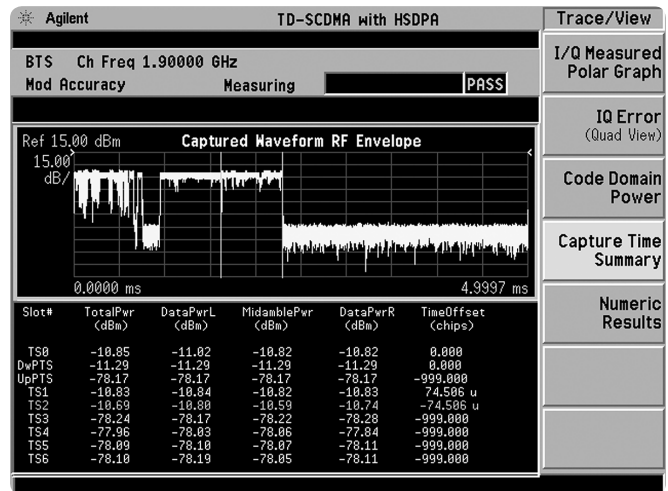 Agilent TD-SCDMA with HSDPA Trace/View
BTS Ch Freq 1.90000 GHz
Mod Accuracy Measuring PASS
I/Q Measured
Polar Graph
IQ Error
(Quad View)
Code Domain
Power
Capture Time
Summary
Numeric
Results
Ref 15.00 dBm Captured Waveform RF Envelope
15.00
dB/
0.0000 ms 4.9997 ms
Slot# TotalPwr DataPwrL MidamblePwr DataPwrR TimeOffset
(dBm) (dBm) (dBm) (dBm) (chips)
TS0 -10.85 -11.02 -10.82 -10.82 0.000
DwPTS -11.29 -11.29 -11.29 -11.29 0.000
UpPTS -78.17 -78.17 -78.17 -78.17 -999.000
TS1 -10.83 -10.84 -10.82 -10.83 74.506 u
TS2 -10.69 -10.80 -10.59 -10.74 -74.506 u
TS3 -78.24 -78.17 -78.22 -78.28 -999.000
TS4 -77.96 -78.03 -78.06 -77.84 -999.000
TS5 -78.09 -78.10 -78.07 -78.11 -999.000
TS6 -78.10 -78.19 -78.05 -78.11 -999.000